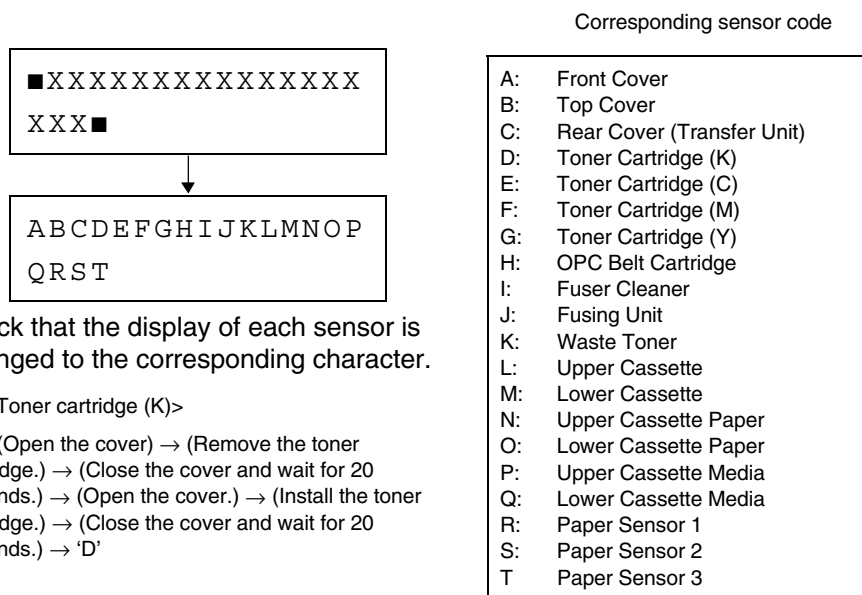 ■XXXXXXXXXXXXXXX
XXX■
ABCDEFGHIJKLMNOP
QRST
ck that the display of each sensor is
nged to the corresponding character.
Toner cartridge (K)>
(Open the cover) → (Remove the toner
dge.) → (Close the cover and wait for 20
nds.) → (Open the cover.) → (Install the toner
dge.) → (Close the cover and wait for 20
nds.) → ‘D’
Corresponding sensor code
A: Front Cover
B: Top Cover
C: Rear Cover (Transfer Unit)
D: Toner Cartridge (K)
E: Toner Cartridge (C)
F: Toner Cartridge (M)
G: Toner Cartridge (Y)
H: OPC Belt Cartridge
I: Fuser Cleaner
J: Fusing Unit
K: Waste Toner
L: Upper Cassette
M: Lower Cassette
N: Upper Cassette Paper
O: Lower Cassette Paper
P: Upper Cassette Media
Q: Lower Cassette Media
R: Paper Sensor 1
S: Paper Sensor 2
T Paper Sensor 3